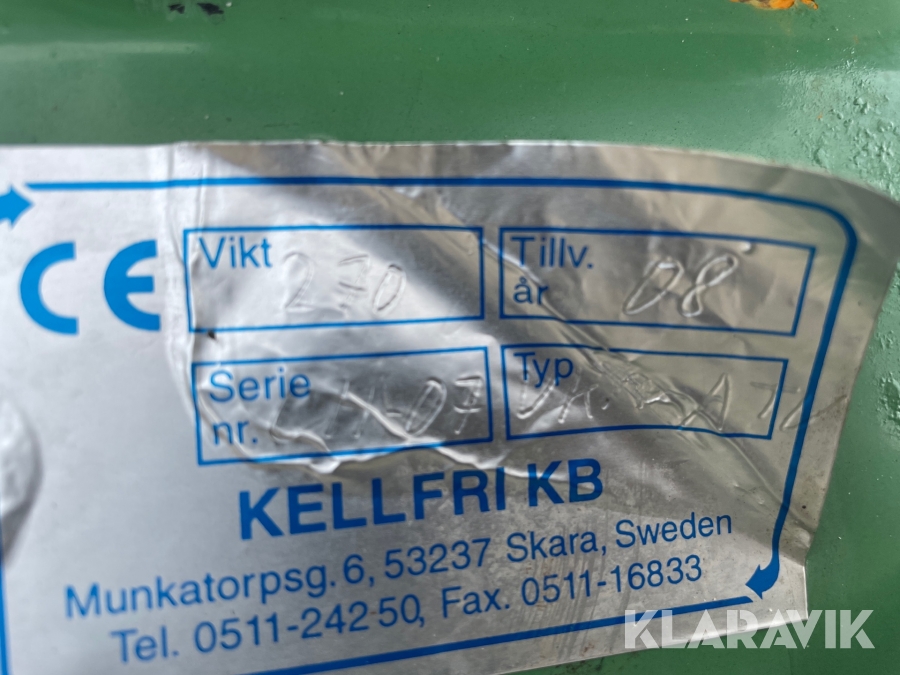 CE
Vikt 270
Tillv. år 08
Serie nr.
Typ
KELLFRI KB
Munkatorpsg. 6, 53237 Skara, Sweden
Tel. 0511-242 50, Fax. 0511-16833
KLARAVIK